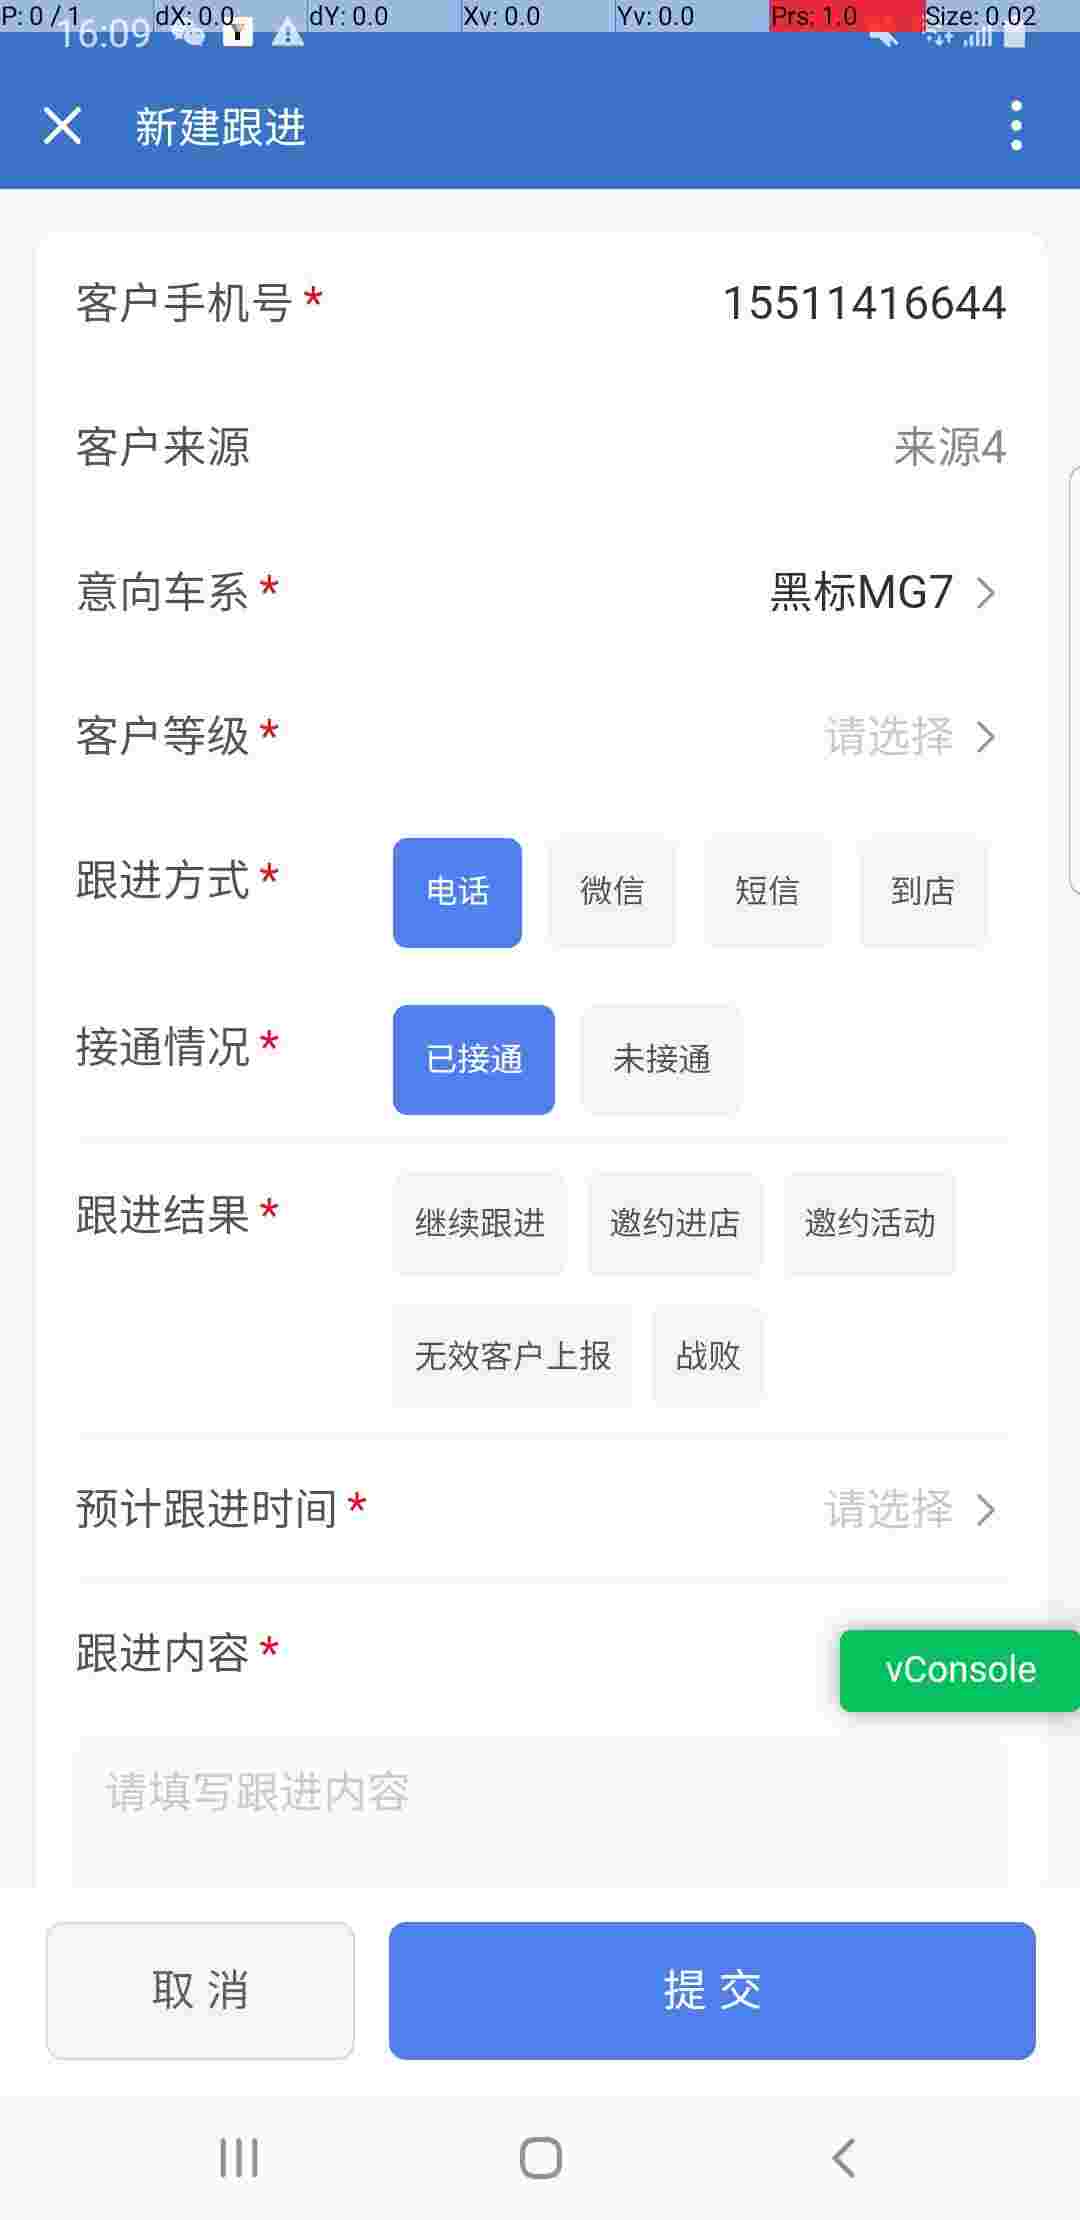 P: 0 / 1 dX: 0.0 dY: 0.0 Xv: 0.0 Yv: 0.0 Prs: 1.0 Size: 0.02
16:09
新建跟进
客户手机号 * 15511416644
客户来源 来源4
意向车系 * 黑标MG7
客户等级 * 请选择
跟进方式 * 电话 微信 短信 到店
接通情况 * 已接通 未接通
跟进结果 * 继续跟进 邀约进店 邀约活动
无效客户上报 战败
预计跟进时间 * 请选择
跟进内容 *
vConsole
请填写跟进内容
取 消 提 交